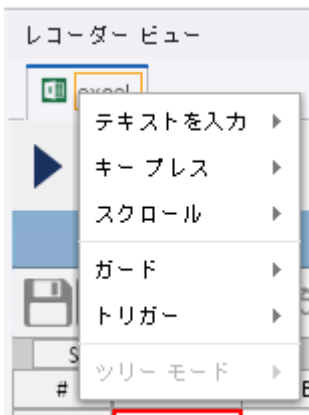 レコーダー ビュー
excel
テキストを入力
キー プレス
スクロール
ガード
トリガー
ツリー モード
S
#
E